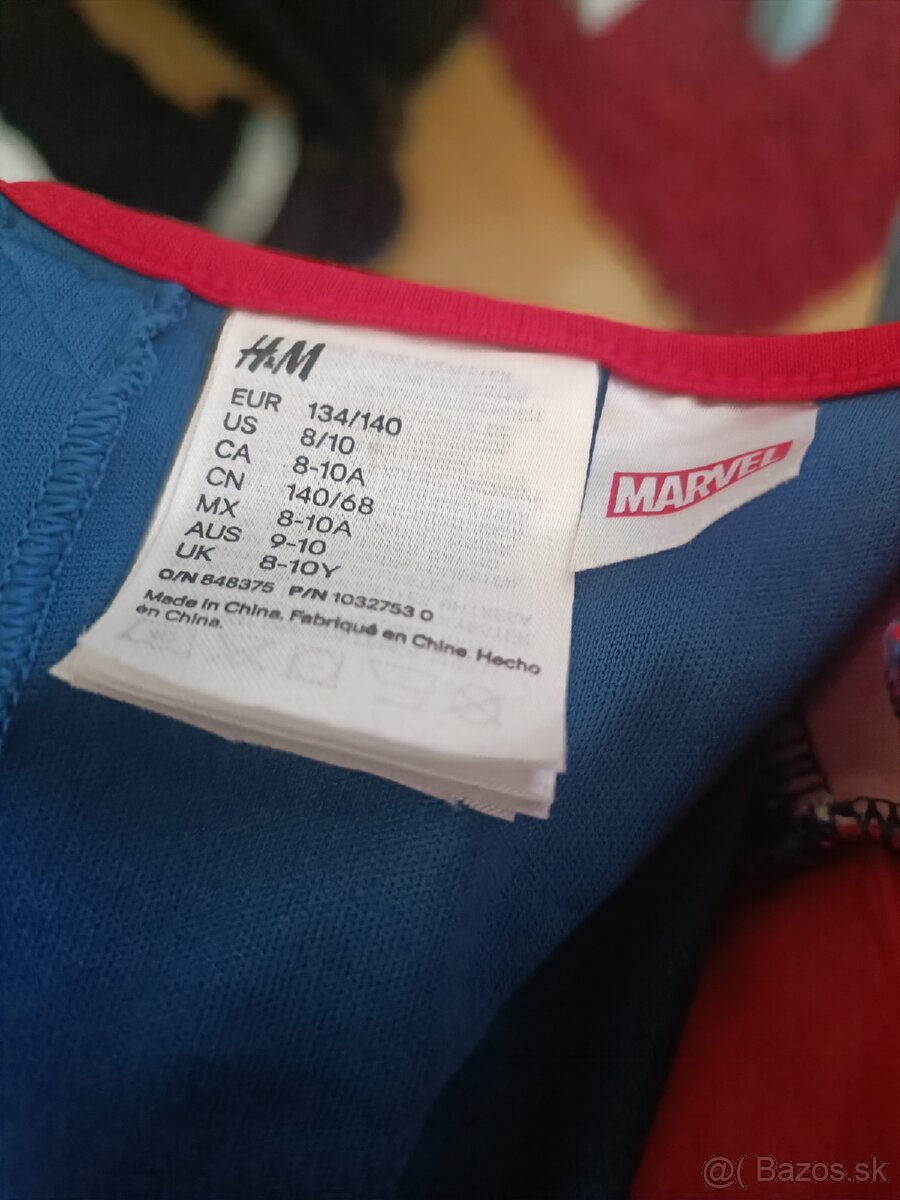 H&M
EUR 134/140
US 8/10
CA 8-10A
CN 140/68
MX 8-10A
AUS 9-10
UK 8-10Y
O/N 848375 P/N 1032753 0
Made in China. Fabriqué en Chine. Hecho
en China.
MARVEL
@( Bazos.sk